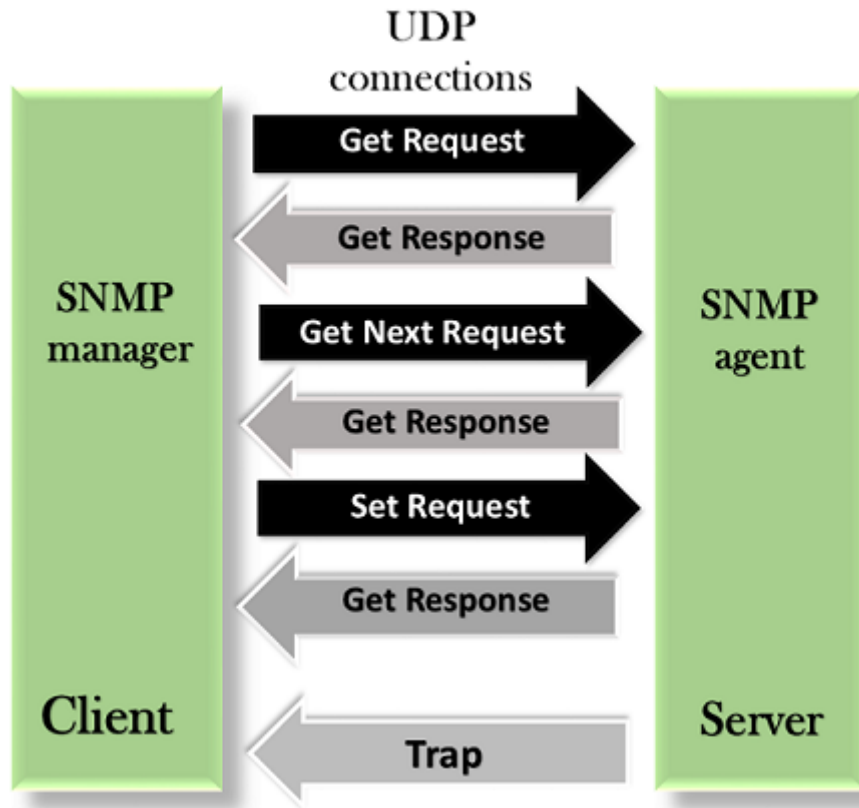 UDP
connections
Get Request
Get Response
SNMP
manager
Get Next Request
SNMP
agent
Get Response
Set Request
Get Response
Client
Trap
Server